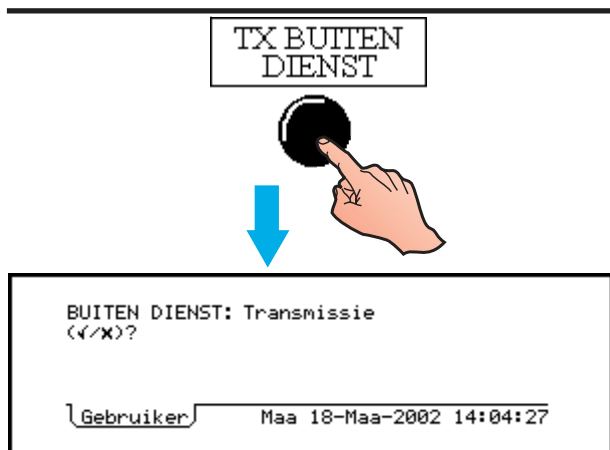 TX BUITEN
DIENST
BUITEN DIENST: Transmissie
(√/x)?
Gebruiker Maa 18-Maa-2002 14:04:27